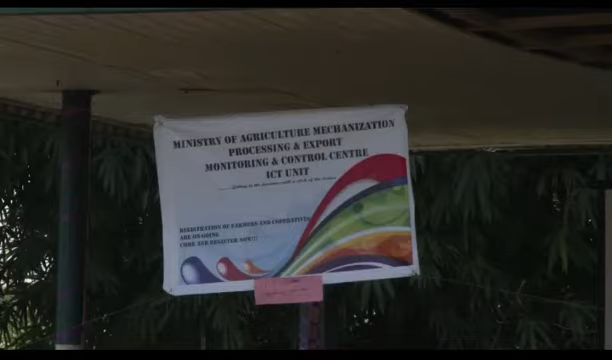 MINISTRY OF AGRICULTURE MECHANIZATION
PROCESSING & EXPORT
MONITORING & CONTROL CENTRE
ICT UNIT
REGISTRATION OF FARMERS AND COOPERATIVES
ARE ON-GOING
COME AND REGISTER NOW!!!